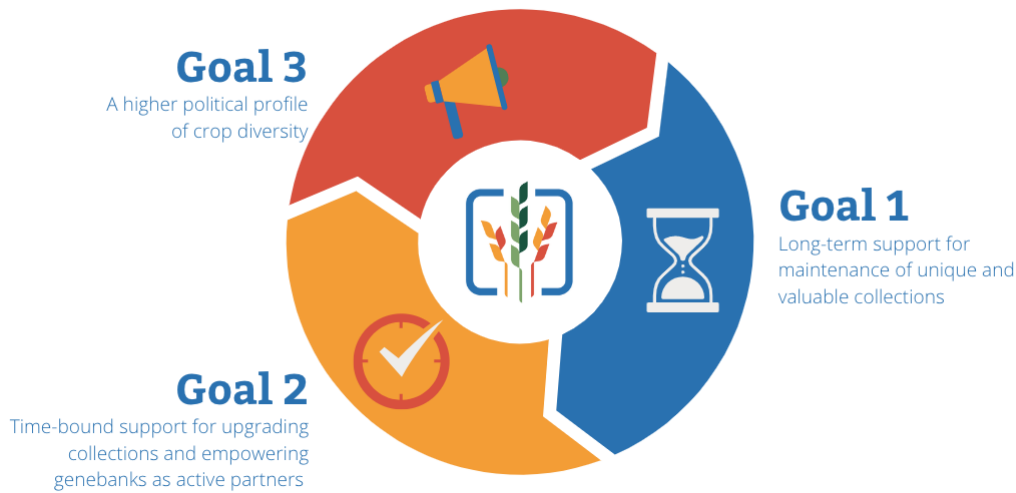 Goal 3
A higher political profile
of crop diversity
Goal 1
Long-term support for
maintenance of unique and
valuable collections
Goal 2
Time-bound support for upgrading
collections and empowering
genebanks as active partners